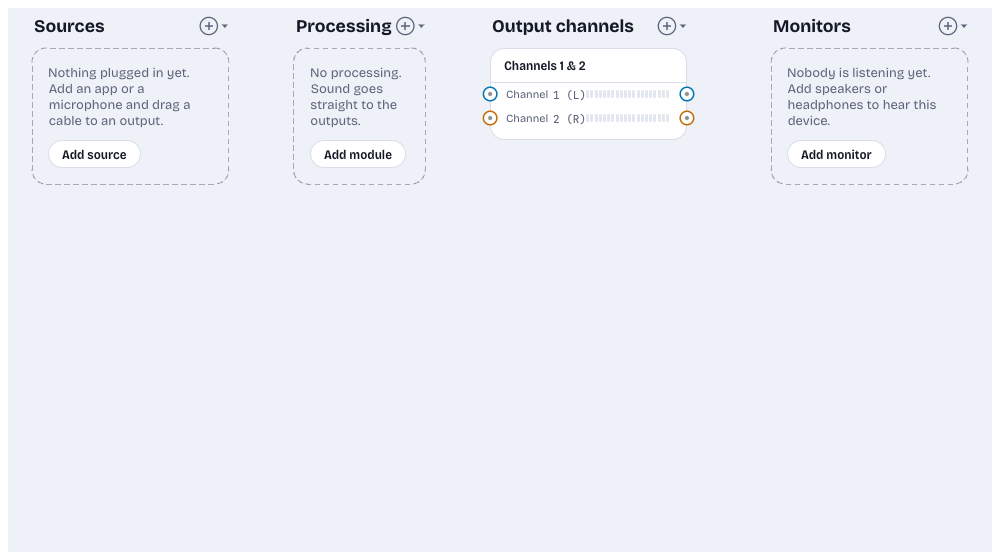 Sources
Nothing plugged in yet.
Add an app or a
microphone and drag a
cable to an output.
Add source
Processing
No processing.
Sound goes
straight to the
outputs.
Add module
Output channels
Channels 1 & 2
Channel 1 (L)
Channel 2 (R)
Monitors
Nobody is listening yet.
Add speakers or
headphones to hear this
device.
Add monitor